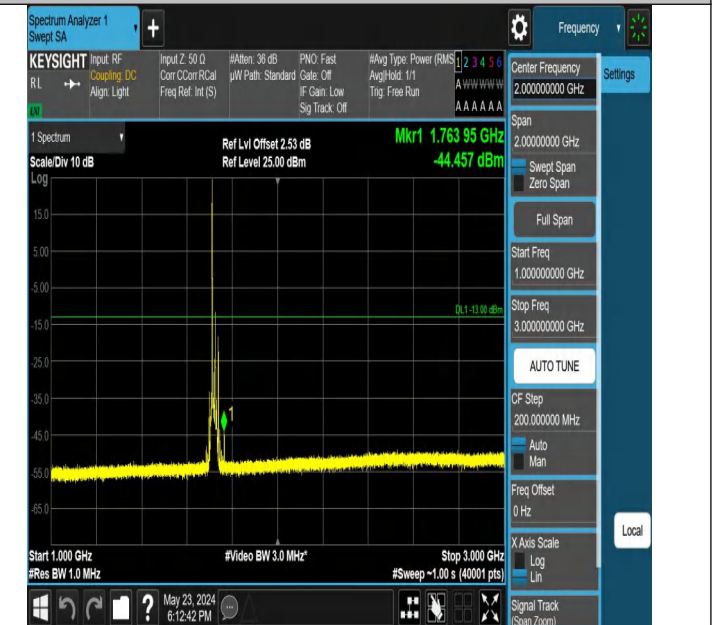 Spectrum Analyzer 1
Swept SA
+
Frequency
KEYSIGHT
RL
LXI
Input: RF
Coupling: DC
Align: Light
Input Z: 50 Ω
Corr CCorr RCal
Freq Ref: Int (S)
#Atten: 36 dB
µW Path: Standard
PNO: Fast
Gate: Off
IF Gain: Low
Sig Track: Off
#Avg Type: Power (RMS
Avg|Hold: 1/1
Trig: Free Run
1 2 3 4 5 6
A W W W W W
A A A A A A
Center Frequency
2.000000000 GHz
Settings
Span
2.00000000 GHz
Swept Span
Zero Span
Full Span
Start Freq
1.000000000 GHz
Stop Freq
3.000000000 GHz
AUTO TUNE
CF Step
200.000000 MHz
Auto
Man
Freq Offset
0 Hz
X Axis Scale
Log
Lin
Signal Track
(Span Zoom)
Local
1 Spectrum
Scale/Div 10 dB
Ref Lvl Offset 2.53 dB
Ref Level 25.00 dBm
Mkr1 1.763 95 GHz
-44.457 dBm
Log
15.0
5.00
-5.00
-15.0
-25.0
-35.0
-45.0
-55.0
-65.0
DL1 -13.00 dBm
1
Start 1.000 GHz
#Res BW 1.0 MHz
#Video BW 3.0 MHz*
Stop 3.000 GHz
#Sweep ~1.00 s (40001 pts)
?
May 23, 2024
6:12:42 PM